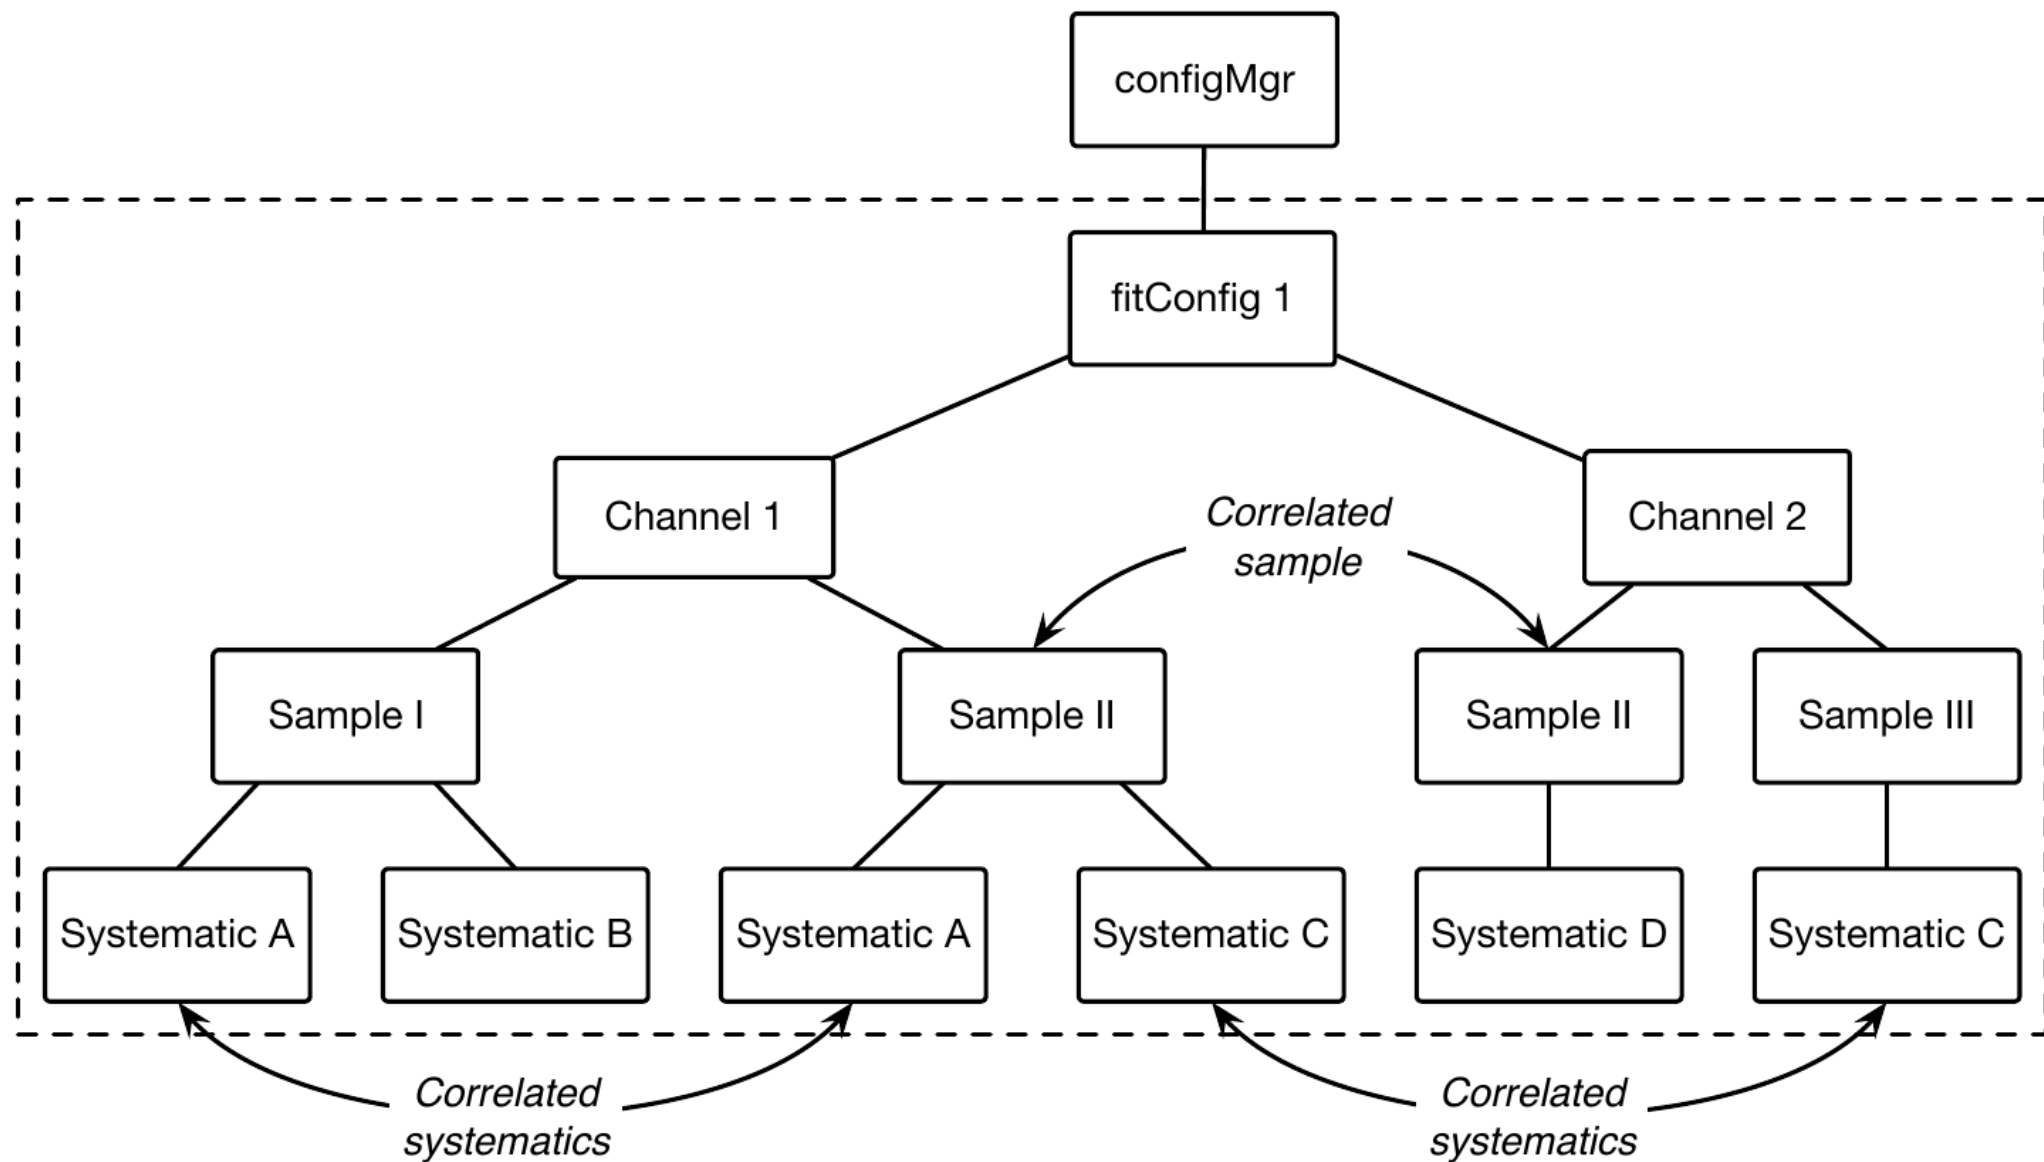 configMgr
fitConfig 1
Channel 1
Correlated
sample
Channel 2
Sample I
Sample II
Sample II
Sample III
Systematic A
Systematic B
Systematic A
Systematic C
Systematic D
Systematic C
Correlated
systematics
Correlated
systematics